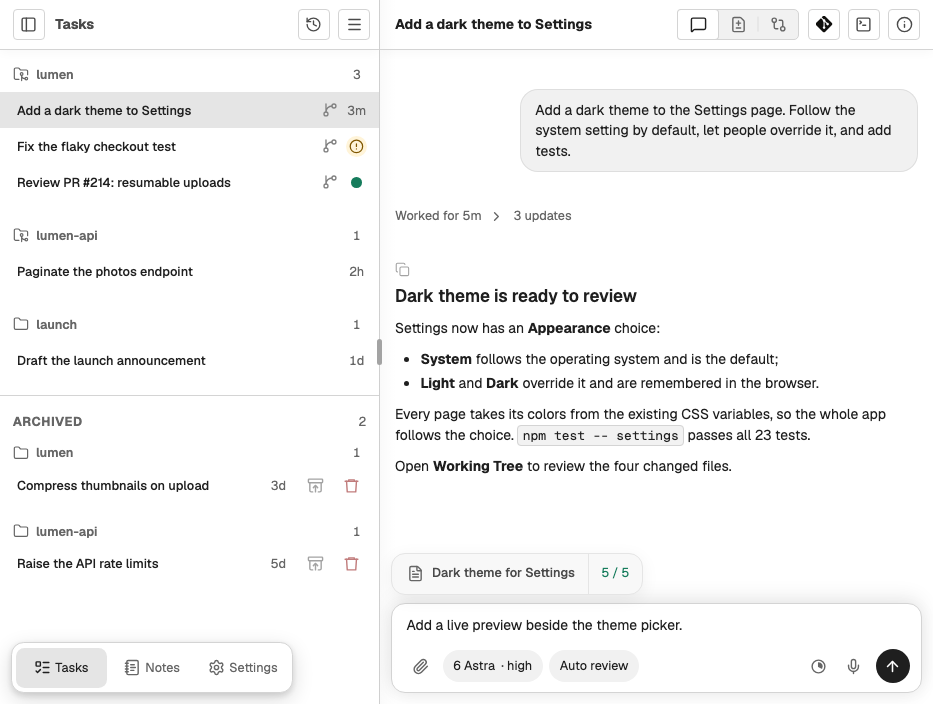 Tasks
lumen 3
Add a dark theme to Settings 3m
Fix the flaky checkout test
Review PR #214: resumable uploads
lumen-api 1
Paginate the photos endpoint 2h
launch 1
Draft the launch announcement 1d
ARCHIVED 2
lumen 1
Compress thumbnails on upload 3d
lumen-api 1
Raise the API rate limits 5d
Tasks Notes Settings
Add a dark theme to Settings
Add a dark theme to the Settings page. Follow the
system setting by default, let people override it, and add
tests.
Worked for 5m 3 updates
Dark theme is ready to review
Settings now has an Appearance choice:
• System follows the operating system and is the default;
• Light and Dark override it and are remembered in the browser.
Every page takes its colors from the existing CSS variables, so the whole app
follows the choice. npm test -- settings passes all 23 tests.
Open Working Tree to review the four changed files.
Dark theme for Settings 5 / 5
Add a live preview beside the theme picker.
6 Astra · high Auto review